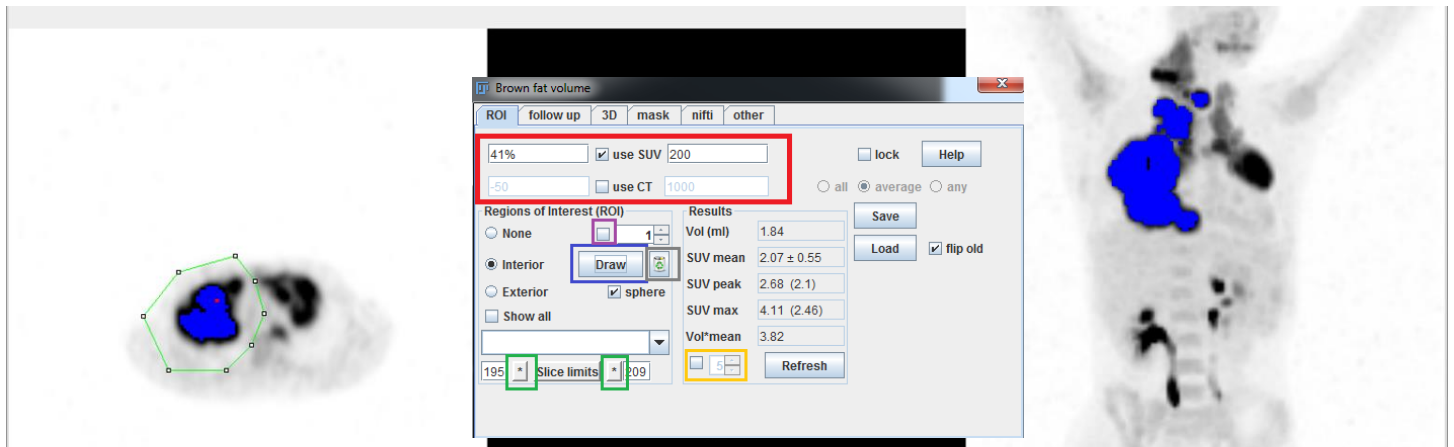 Brown fat volume
ROI follow up 3D mask nifti other
41% use SUV 200 lock Help
-50 use CT 1000 all average any
Regions of Interest (ROI) Results Save
None 1 Vol (ml) 1.84
Load flip old
Interior Draw SUV mean 2.07 ± 0.55
Exterior sphere SUV peak 2.68 (2.1)
Show all SUV max 4.11 (2.46)
Vol*mean 3.82
195 * Slice limits * 209 5 Refresh